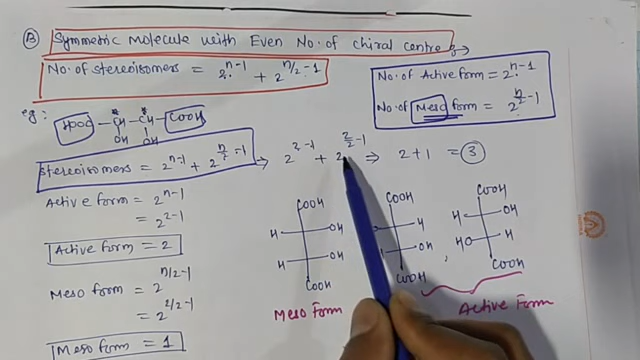 (B) Symmetric molecule with Even No. of chiral centre :→
No. of stereoisomers = 2^(n-1) + 2^(n/2-1)
No. of Active form = 2^(n-1)
No. of Meso form = 2^(n/2-1)
eg: HOOC-*CH-*CH-COOH
OH OH
Stereoisomers = 2^(n-1) + 2^(n/2-1) ⇒ 2^(2-1) + 2^(2/2-1) ⇒ 2+1 = (3)
Active form = 2^(n-1)
= 2^(2-1)
Active form = 2
Meso form = 2^(n/2-1)
= 2^(2/2-1)
Meso form = 1
COOH
H OH
H OH
COOH
Meso Form
COOH
H
OH
COOH ,
COOH
H OH
HO H
COOH
Active Form